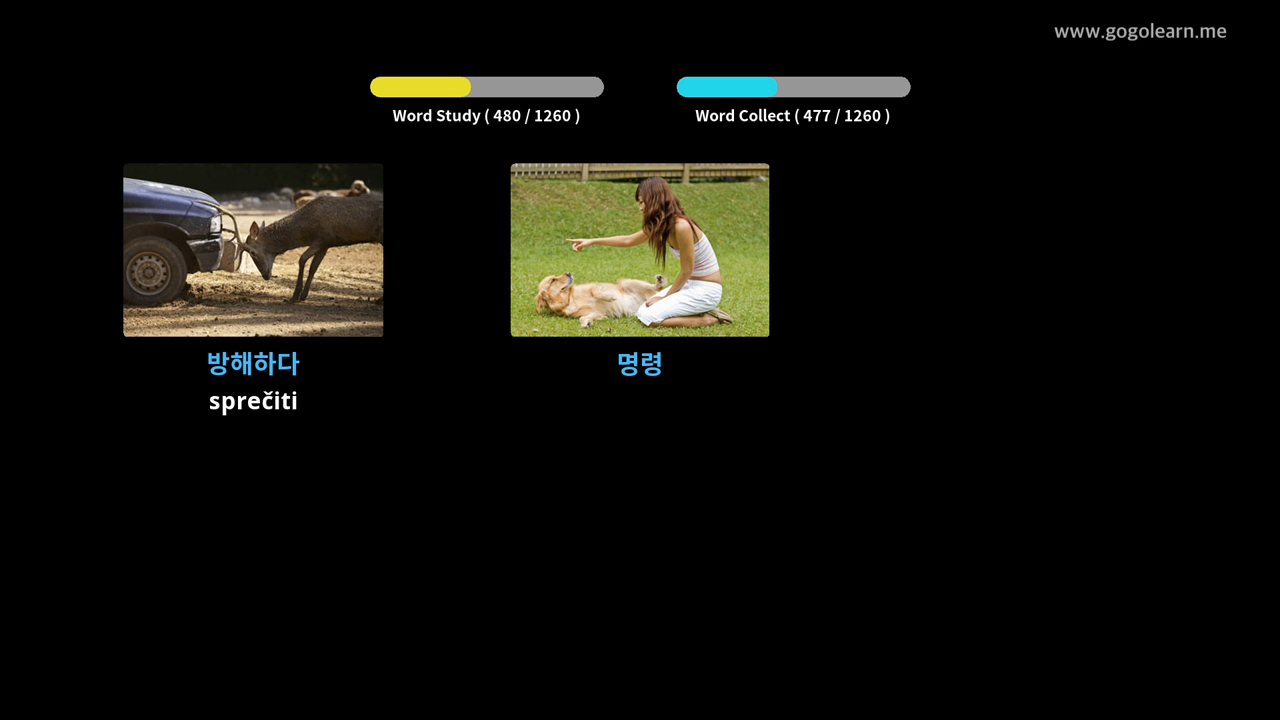 www.gogolearn.me
Word Study ( 480 / 1260 )
Word Collect ( 477 / 1260 )
방해하다
sprečiti
명령